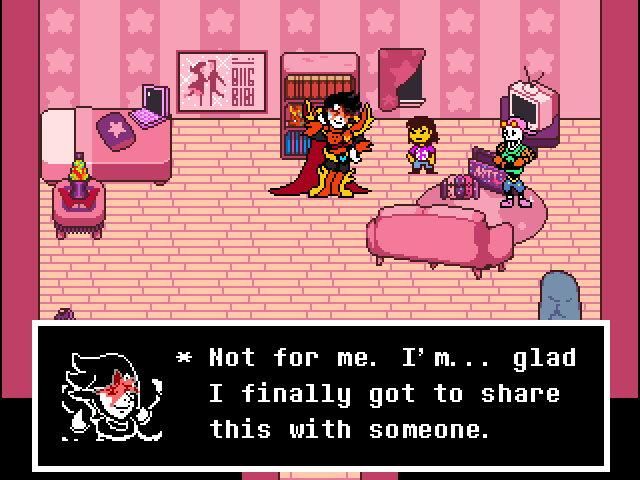 * Not for me. I'm... glad
I finally got to share
this with someone.